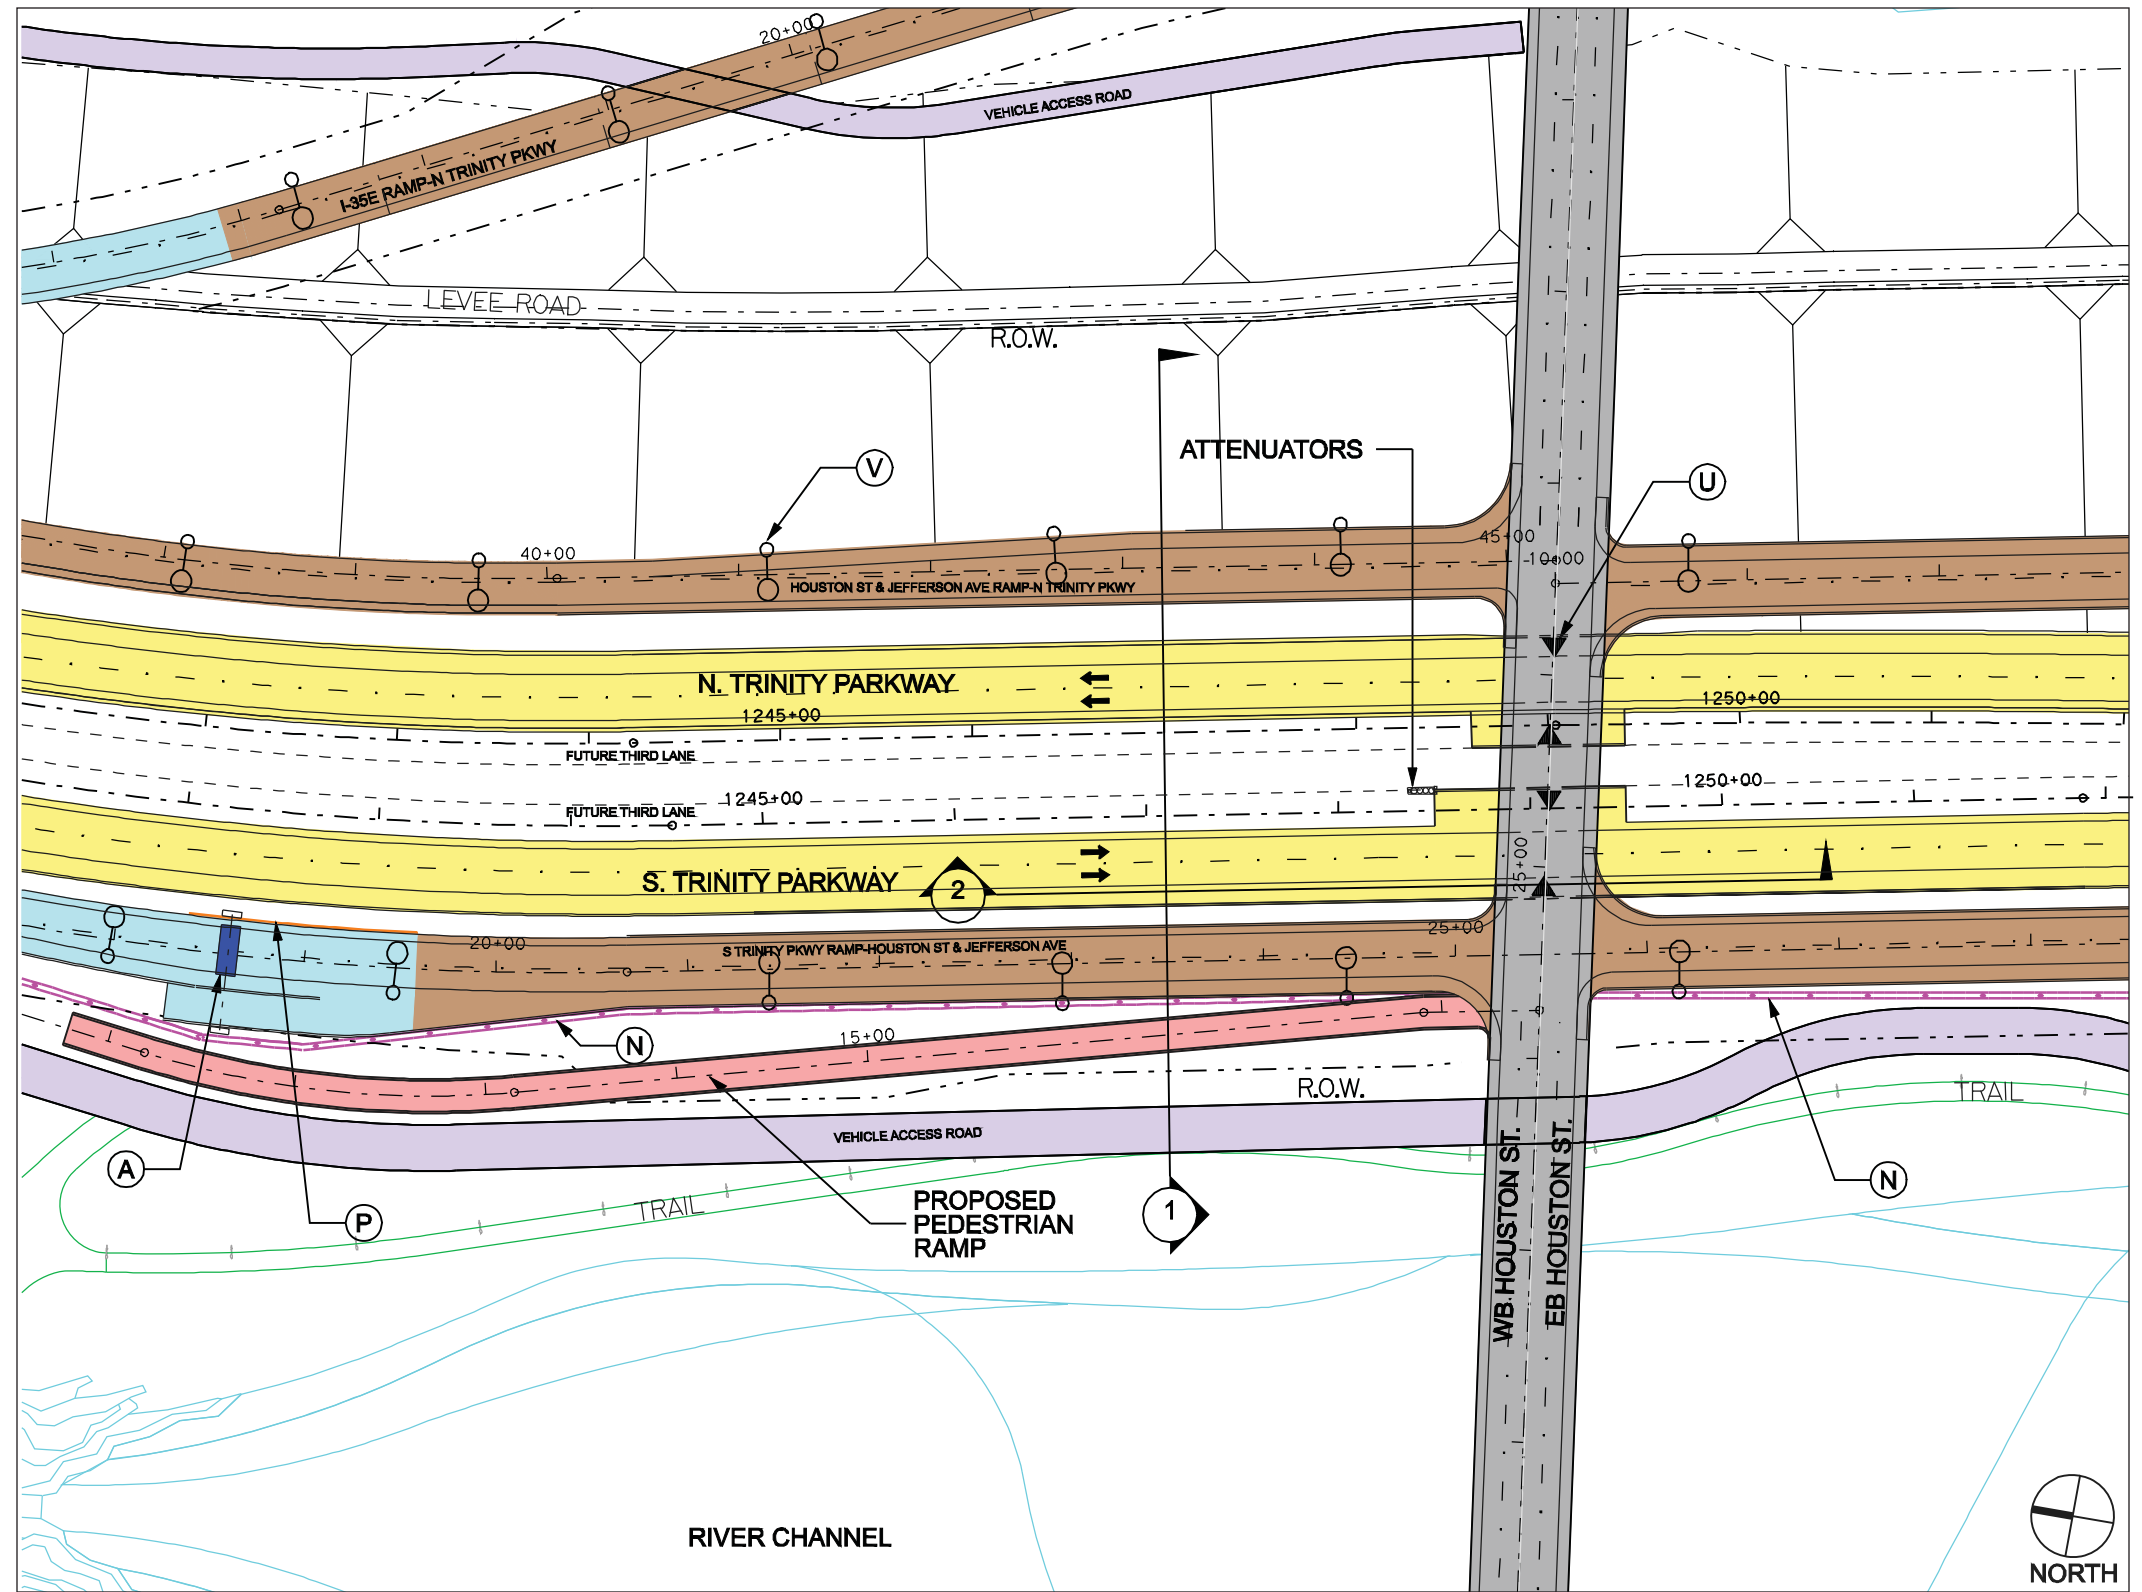 20+00
VEHICLE ACCESS ROAD
I-35E RAMP-N TRINITY PKWY
LEVEE ROAD
R.O.W.
ATTENUATORS
V
U
45+00
40+00
10+00
HOUSTON ST & JEFFERSON AVE RAMP-N TRINITY PKWY
N. TRINITY PARKWAY
1250+00
1245+00
FUTURE THIRD LANE
1250+00
1245+00
FUTURE THIRD LANE
25+00
S. TRINITY PARKWAY
2
25+00
20+00
S TRINITY PKWY RAMP-HOUSTON ST & JEFFERSON AVE
15+00
N
R.O.W.
TRAIL
VEHICLE ACCESS ROAD
A
N
TRAIL
PROPOSED
PEDESTRIAN
RAMP
1
P
WB HOUSTON ST.
EB HOUSTON ST.
RIVER CHANNEL
NORTH